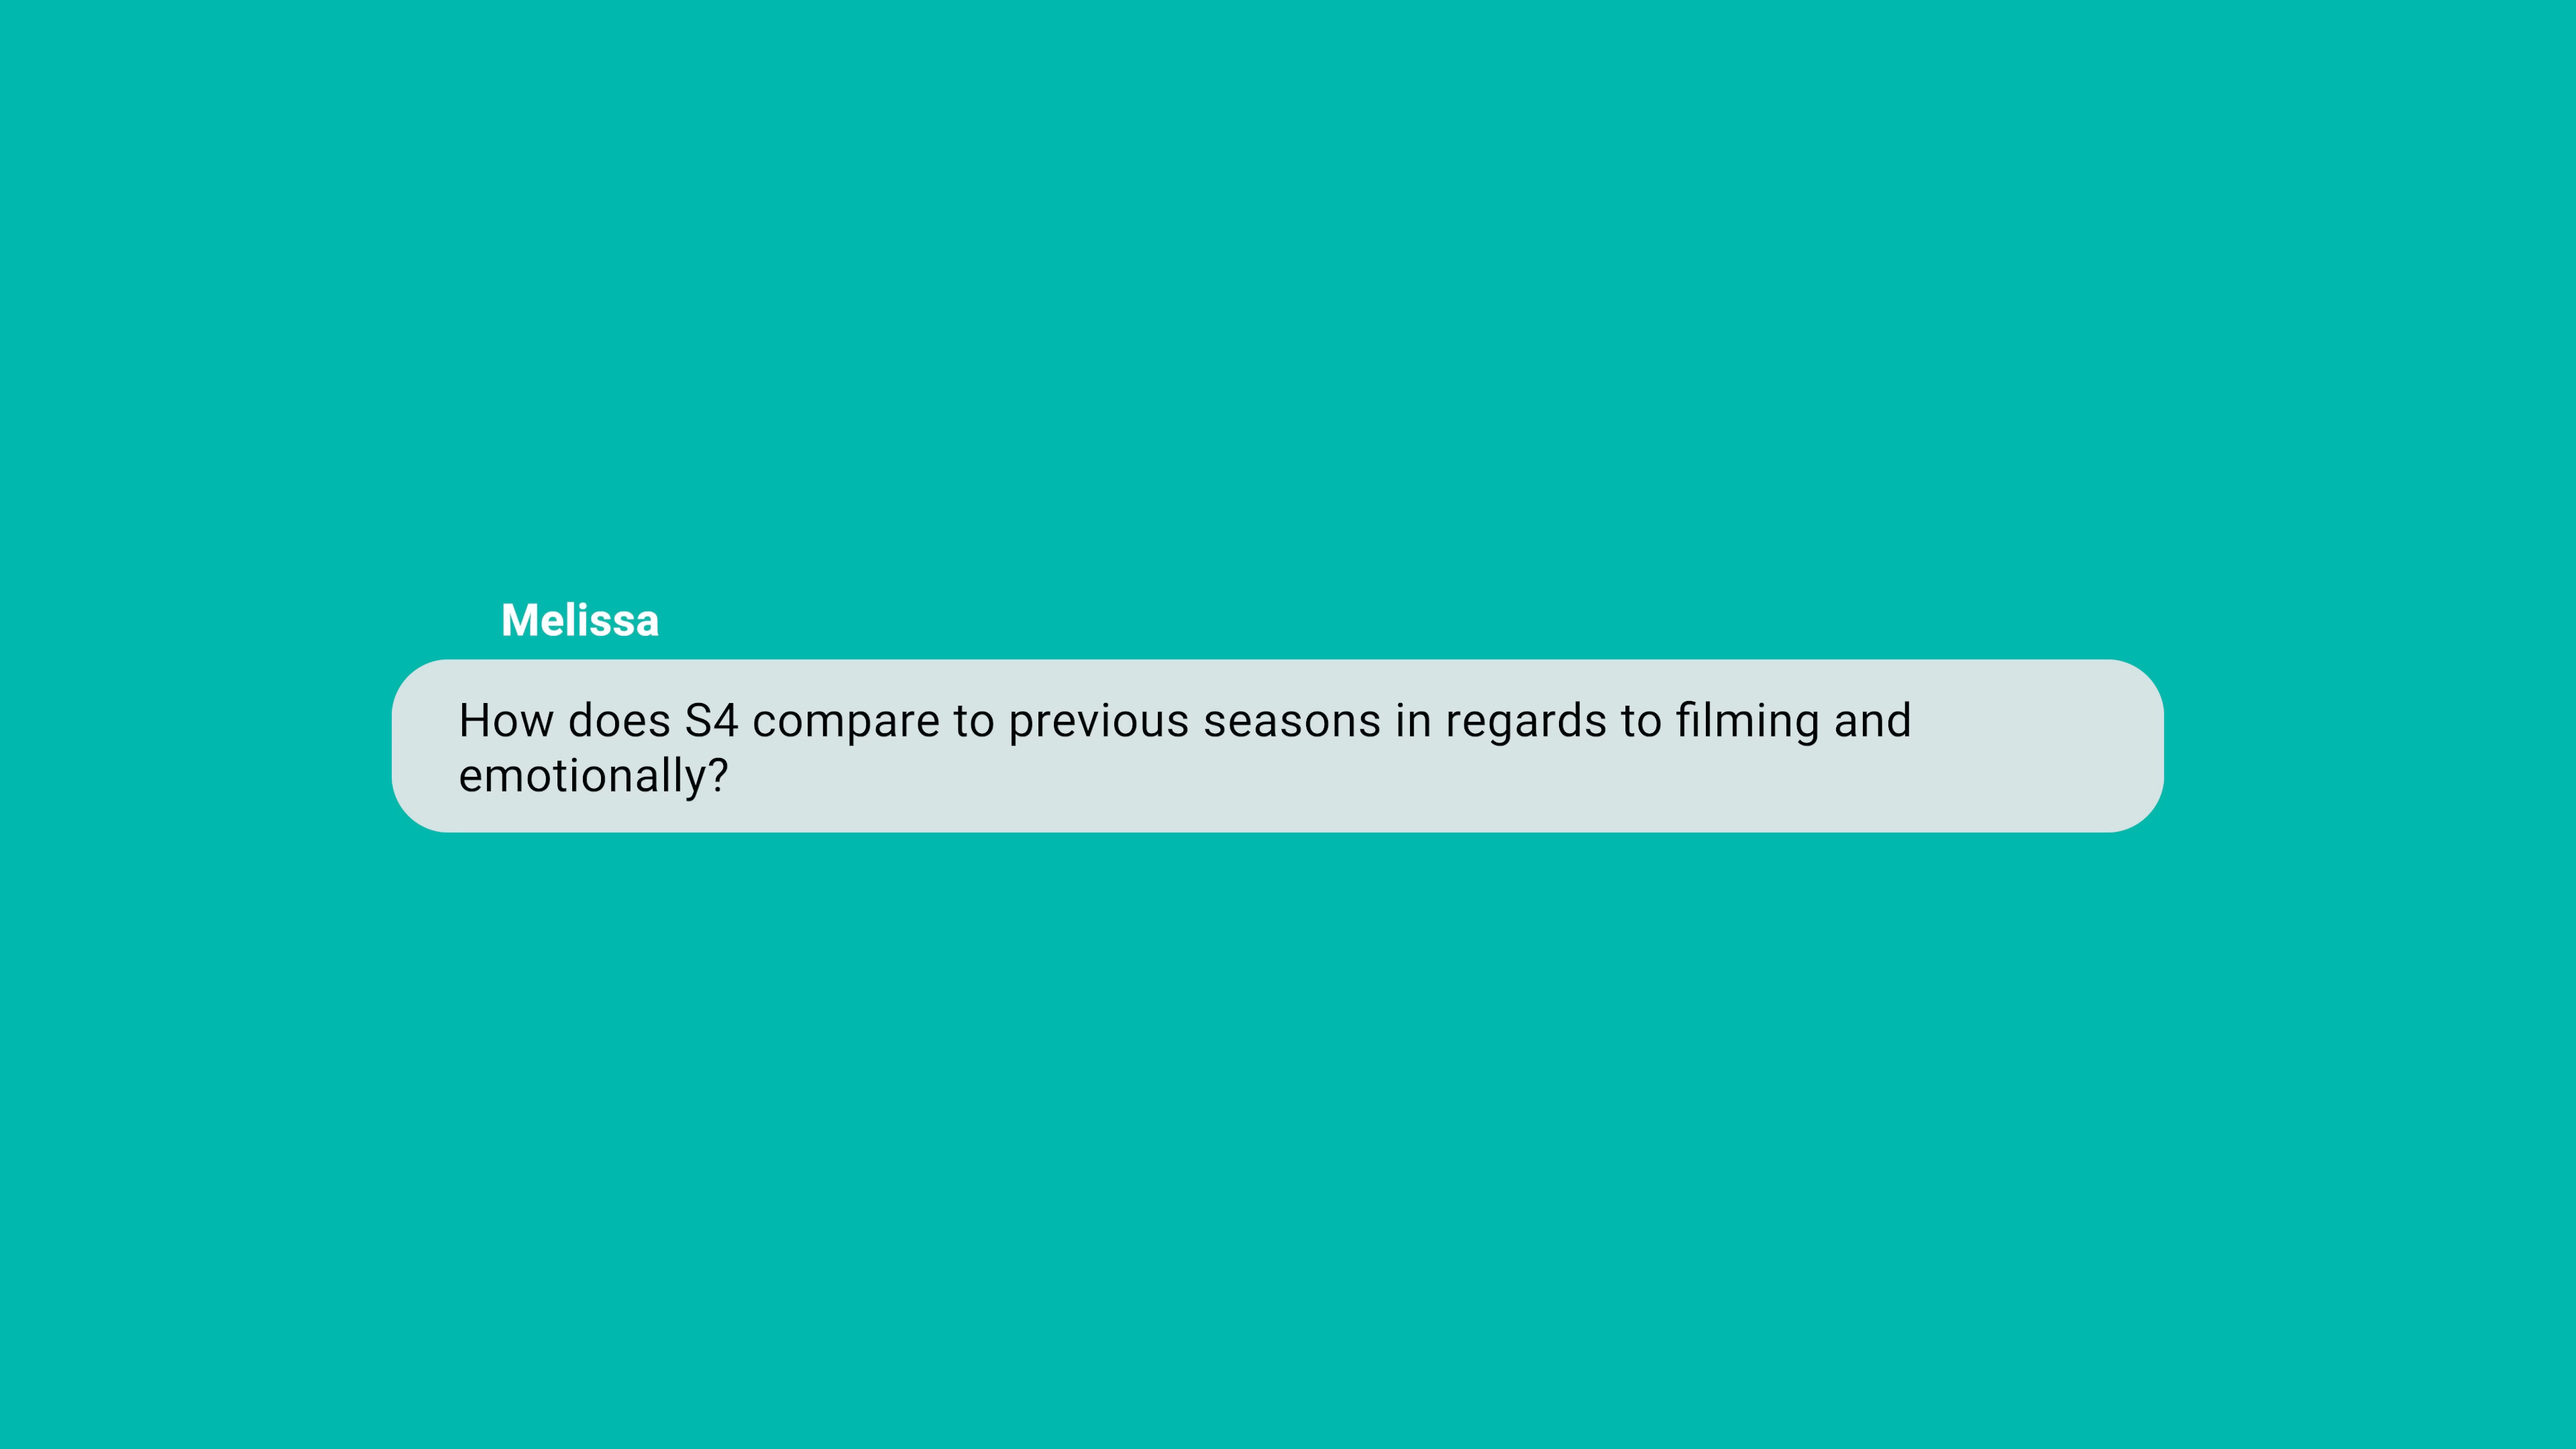 Melissa
How does S4 compare to previous seasons in regards to filming and
emotionally?